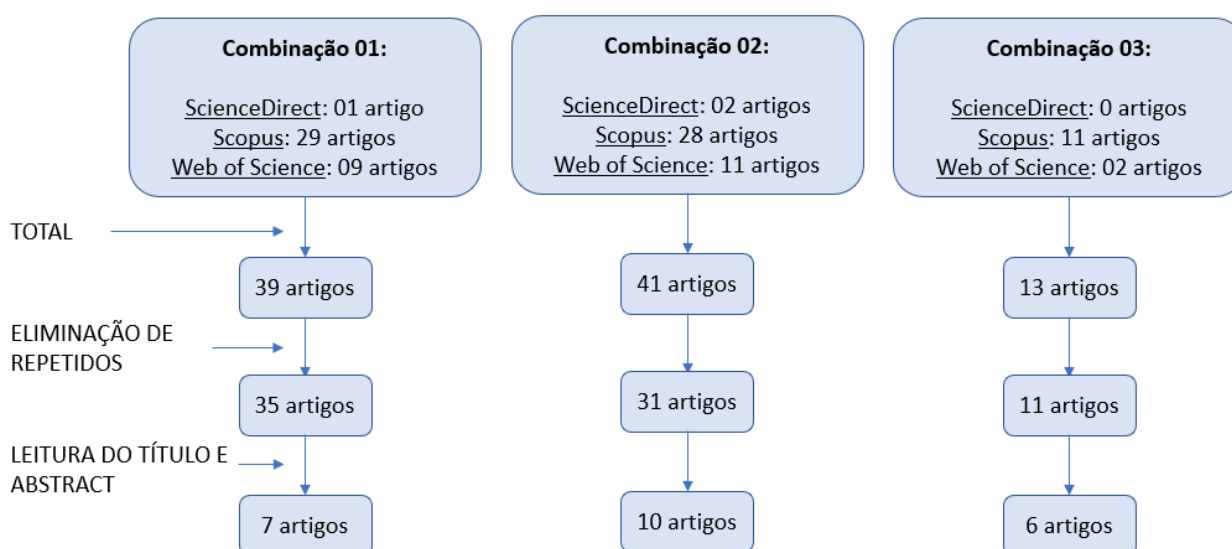 Combinação 01:
ScienceDirect: 01 artigo
Scopus: 29 artigos
Web of Science: 09 artigos
Combinação 02:
ScienceDirect: 02 artigos
Scopus: 28 artigos
Web of Science: 11 artigos
Combinação 03:
ScienceDirect: 0 artigos
Scopus: 11 artigos
Web of Science: 02 artigos
TOTAL
39 artigos
41 artigos
13 artigos
ELIMINAÇÃO DE
REPETIDOS
35 artigos
31 artigos
11 artigos
LEITURA DO TÍTULO E
ABSTRACT
7 artigos
10 artigos
6 artigos